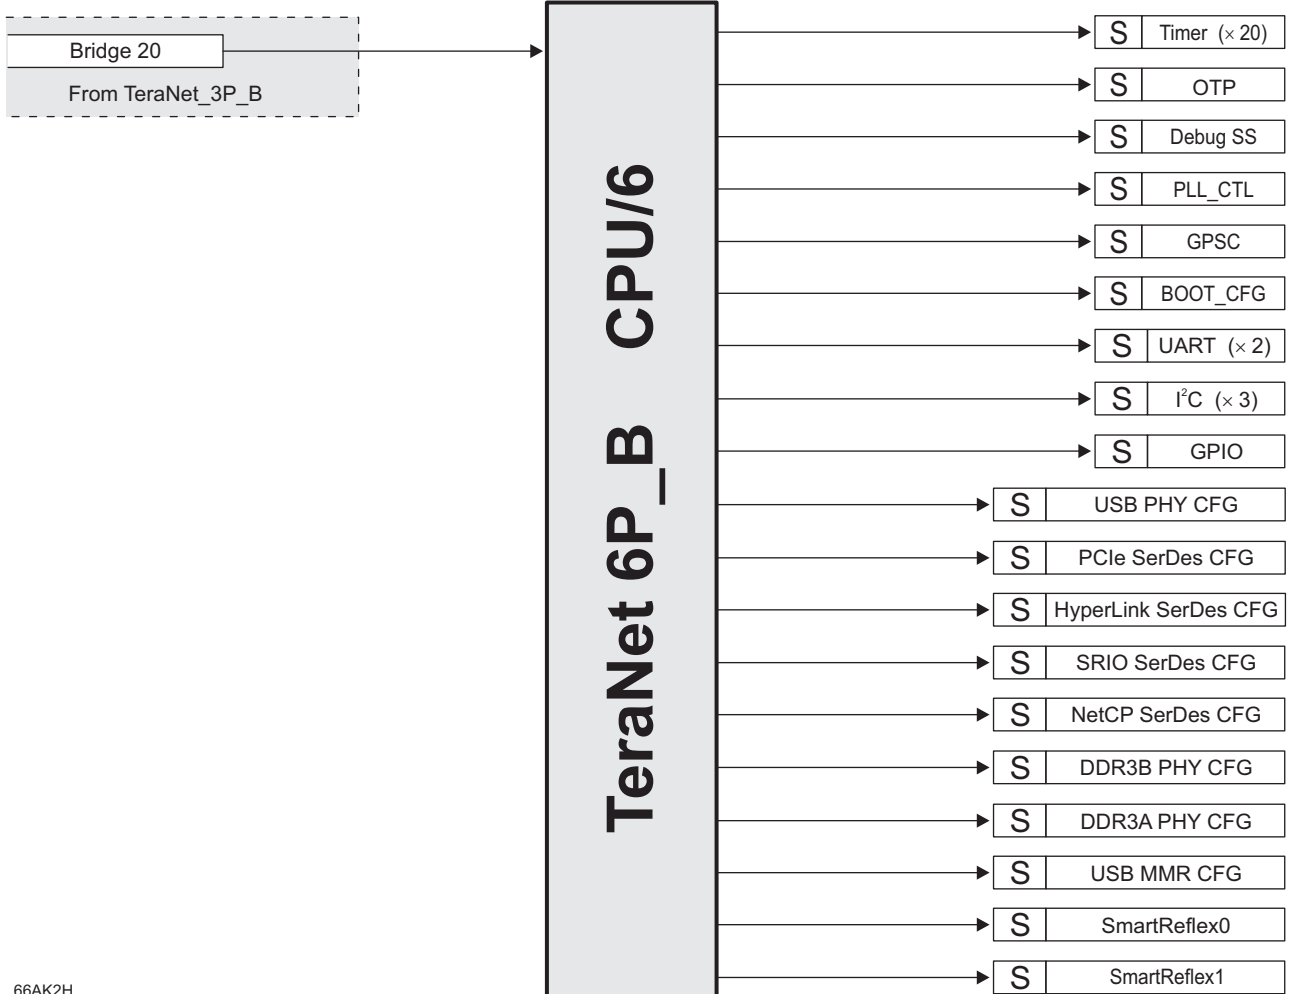 Bridge 20
From TeraNet_3P_B
TeraNet 6P_B CPU/6
S Timer (× 20)
S OTP
S Debug SS
S PLL_CTL
S GPSC
S BOOT_CFG
S UART (× 2)
S I²C (× 3)
S GPIO
S USB PHY CFG
S PCIe SerDes CFG
S HyperLink SerDes CFG
S SRIO SerDes CFG
S NetCP SerDes CFG
S DDR3B PHY CFG
S DDR3A PHY CFG
S USB MMR CFG
S SmartReflex0
S SmartReflex1
66AK2H